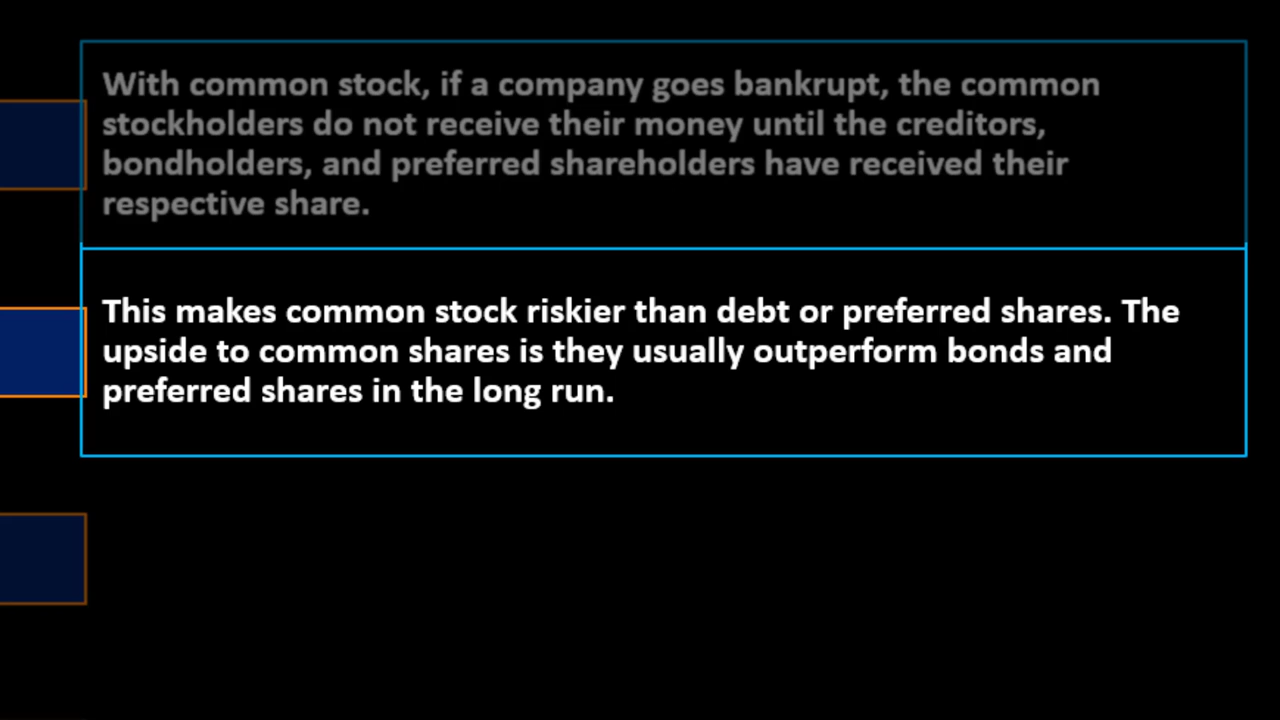 With common stock, if a company goes bankrupt, the common
stockholders do not receive their money until the creditors,
bondholders, and preferred shareholders have received their
respective share.
This makes common stock riskier than debt or preferred shares. The
upside to common shares is they usually outperform bonds and
preferred shares in the long run.